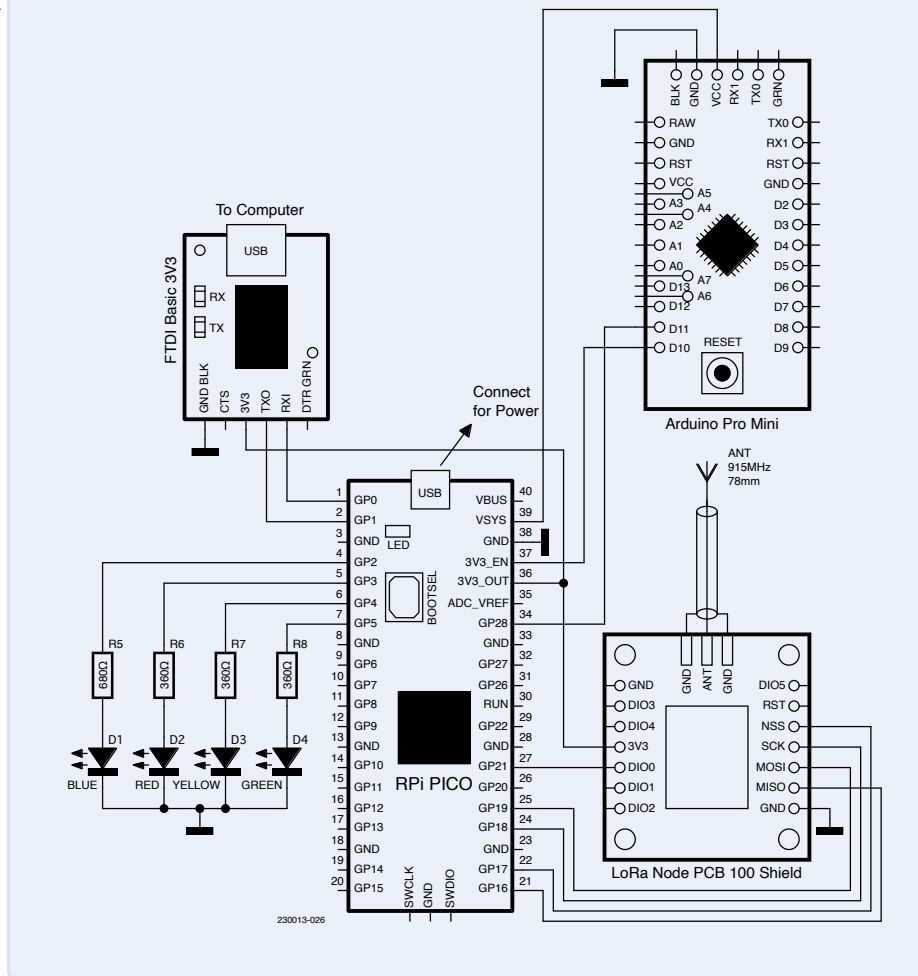 BLK
GND
VCC
RX1
TX0
GRN
RAW
GND
RST
VCC
A5
A3
A4
A2
A1
A0
A7
D13
A6
D12
D11
D10
TX0
RX1
RST
GND
D2
D3
D4
D5
D6
D7
D8
D9
RESET
Arduino Pro Mini
To Computer
USB
FTDI Basic 3V3
RX
TX
GND BLK
CTS
3V3
TXO
RXI
DTR GRN
Connect
for Power
ANT
915MHz
78mm
USB
LED
BOOTSEL
RPi PICO
1 GP0
2 GP1
3 GND
4 GP2
5 GP3
6 GP4
7 GP5
8 GND
9 GP6
10 GP7
11 GP8
12 GP9
13 GND
14 GP10
15 GP11
16 GP12
17 GP13
18 GND
19 GP14
20 GP15
VBUS 40
VSYS 39
GND 38
3V3_EN 37
3V3_OUT 36
ADC_VREF 35
GP28 34
GND 33
GP27 32
GP26 31
RUN 30
GP22 29
GND 28
GP21 27
GP20 26
GP19 25
GP18 24
GND 23
GP17 22
GP16 21
SWCLK
GND
SWDIO
R5
680Ω
R6
360Ω
R7
360Ω
R8
360Ω
D1
BLUE
D2
RED
D3
YELLOW
D4
GREEN
GND
ANT
GND
GND
DIO3
DIO4
3V3
DIO0
DIO1
DIO2
DIO5
RST
NSS
SCK
MOSI
MISO
GND
LoRa Node PCB 100 Shield
230013-026